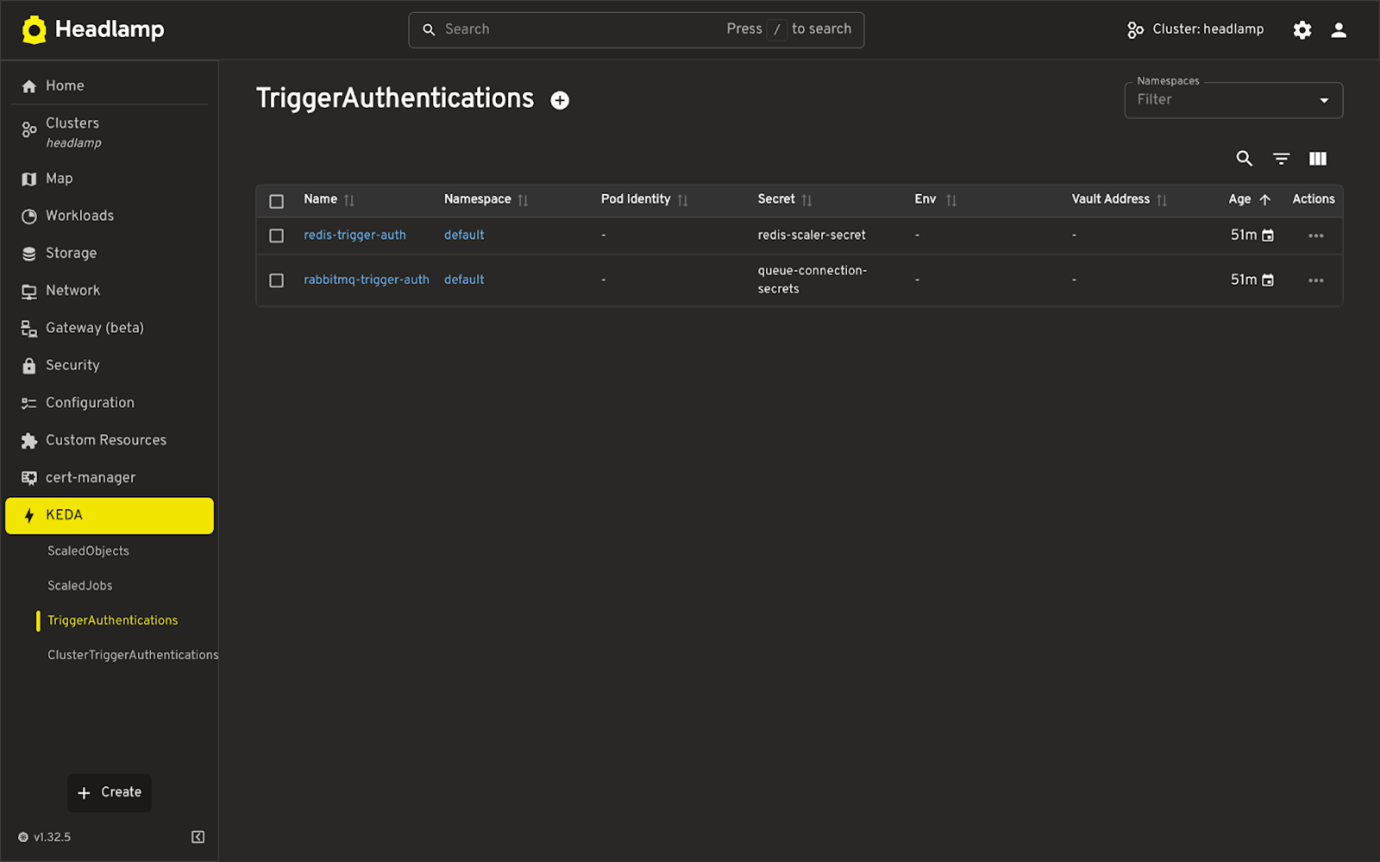 Headlamp
Search Press / to search
Cluster: headlamp
Home
Clusters
headlamp
Map
Workloads
Storage
Network
Gateway (beta)
Security
Configuration
Custom Resources
cert-manager
KEDA
ScaledObjects
ScaledJobs
TriggerAuthentications
ClusterTriggerAuthentications
Create
v1.32.5
TriggerAuthentications
Namespaces
Filter
Name Namespace Pod Identity Secret Env Vault Address Age Actions
redis-trigger-auth default - redis-scaler-secret - - 51m
rabbitmq-trigger-auth default - queue-connection-
secrets - - 51m